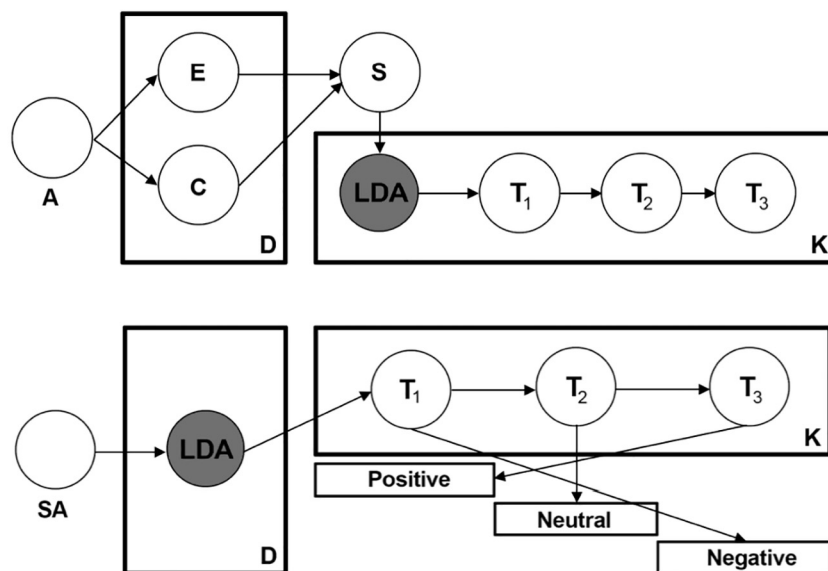 E
S
A
C
D
LDA
T1
T2
T3
K
SA
LDA
D
T1
T2
T3
K
Positive
Neutral
Negative